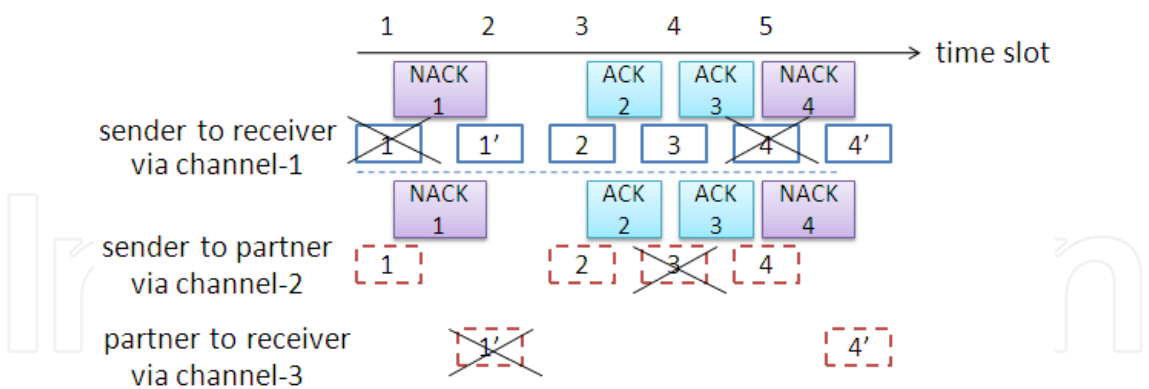 1 2 3 4 5
time slot
NACK 1 ACK 2 ACK 3 NACK 4
sender to receiver
via channel-1
1 1' 2 3 4 4'
NACK 1 ACK 2 ACK 3 NACK 4
sender to partner
via channel-2
1 2 3 4
partner to receiver
via channel-3
1' 4'